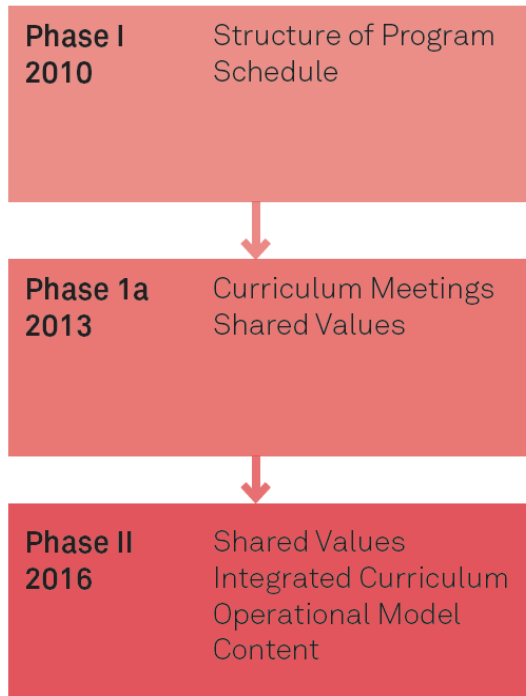 Phase I
2010
Structure of Program
Schedule
Phase 1a
2013
Curriculum Meetings
Shared Values
Phase II
2016
Shared Values
Integrated Curriculum
Operational Model
Content